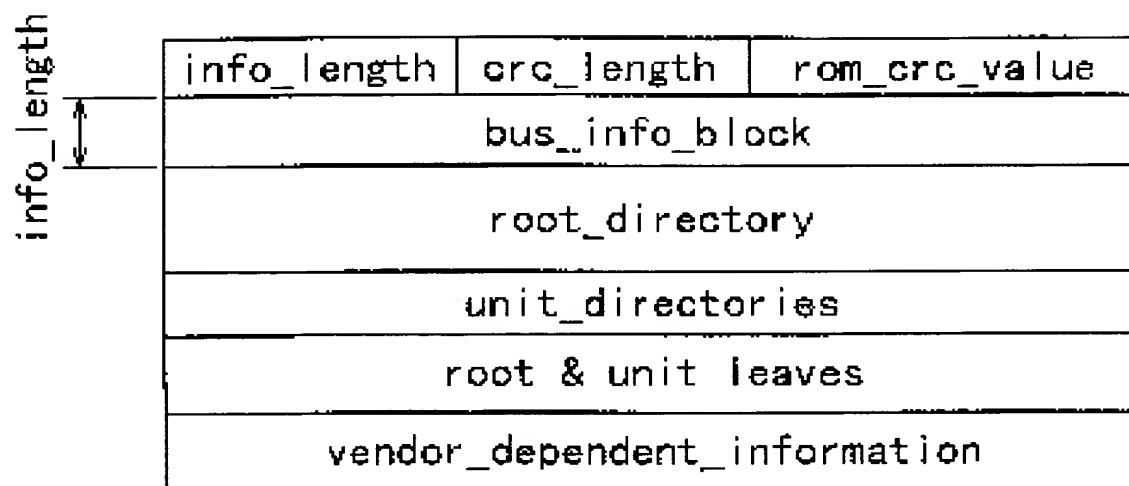 info_length
info_length crc_length rom_crc_value
bus_info_block
root_directory
unit_directories
root & unit leaves
vendor_dependent_information